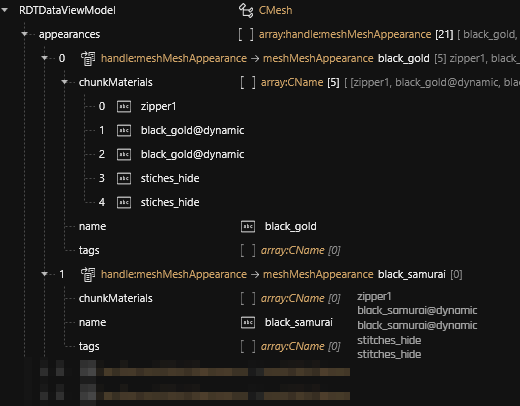 RDTDataViewModel CMesh
appearances [ ] array:handle:meshMeshAppearance [21] [ black_gold,
0 handle:meshMeshAppearance → meshMeshAppearance black_gold [5] zipper1, bl
chunkMaterials [ ] array:CName [5] [ [zipper1, black_gold@dynamic, bla
0 abc zipper1
1 abc black_gold@dynamic
2 abc black_gold@dynamic
3 abc stiches_hide
4 abc stiches_hide
name abc black_gold
tags [ ] array:CName [0]
1 handle:meshMeshAppearance → meshMeshAppearance black_samurai [0]
chunkMaterials [ ] array:CName [0] zipper1
black_samurai@dynamic
name abc black_samurai black_samurai@dynamic
stitches_hide
tags [ ] array:CName [0] stitches_hide